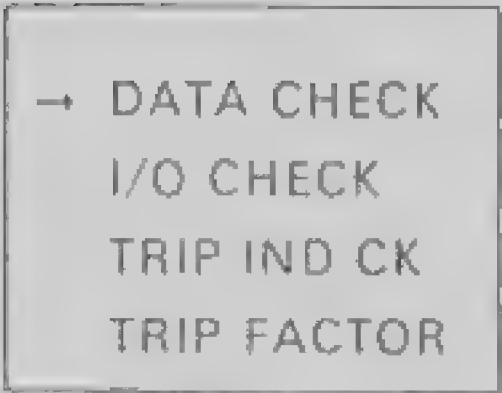 → DATA CHECK
I/O CHECK
TRIP IND CK
TRIP FACTOR